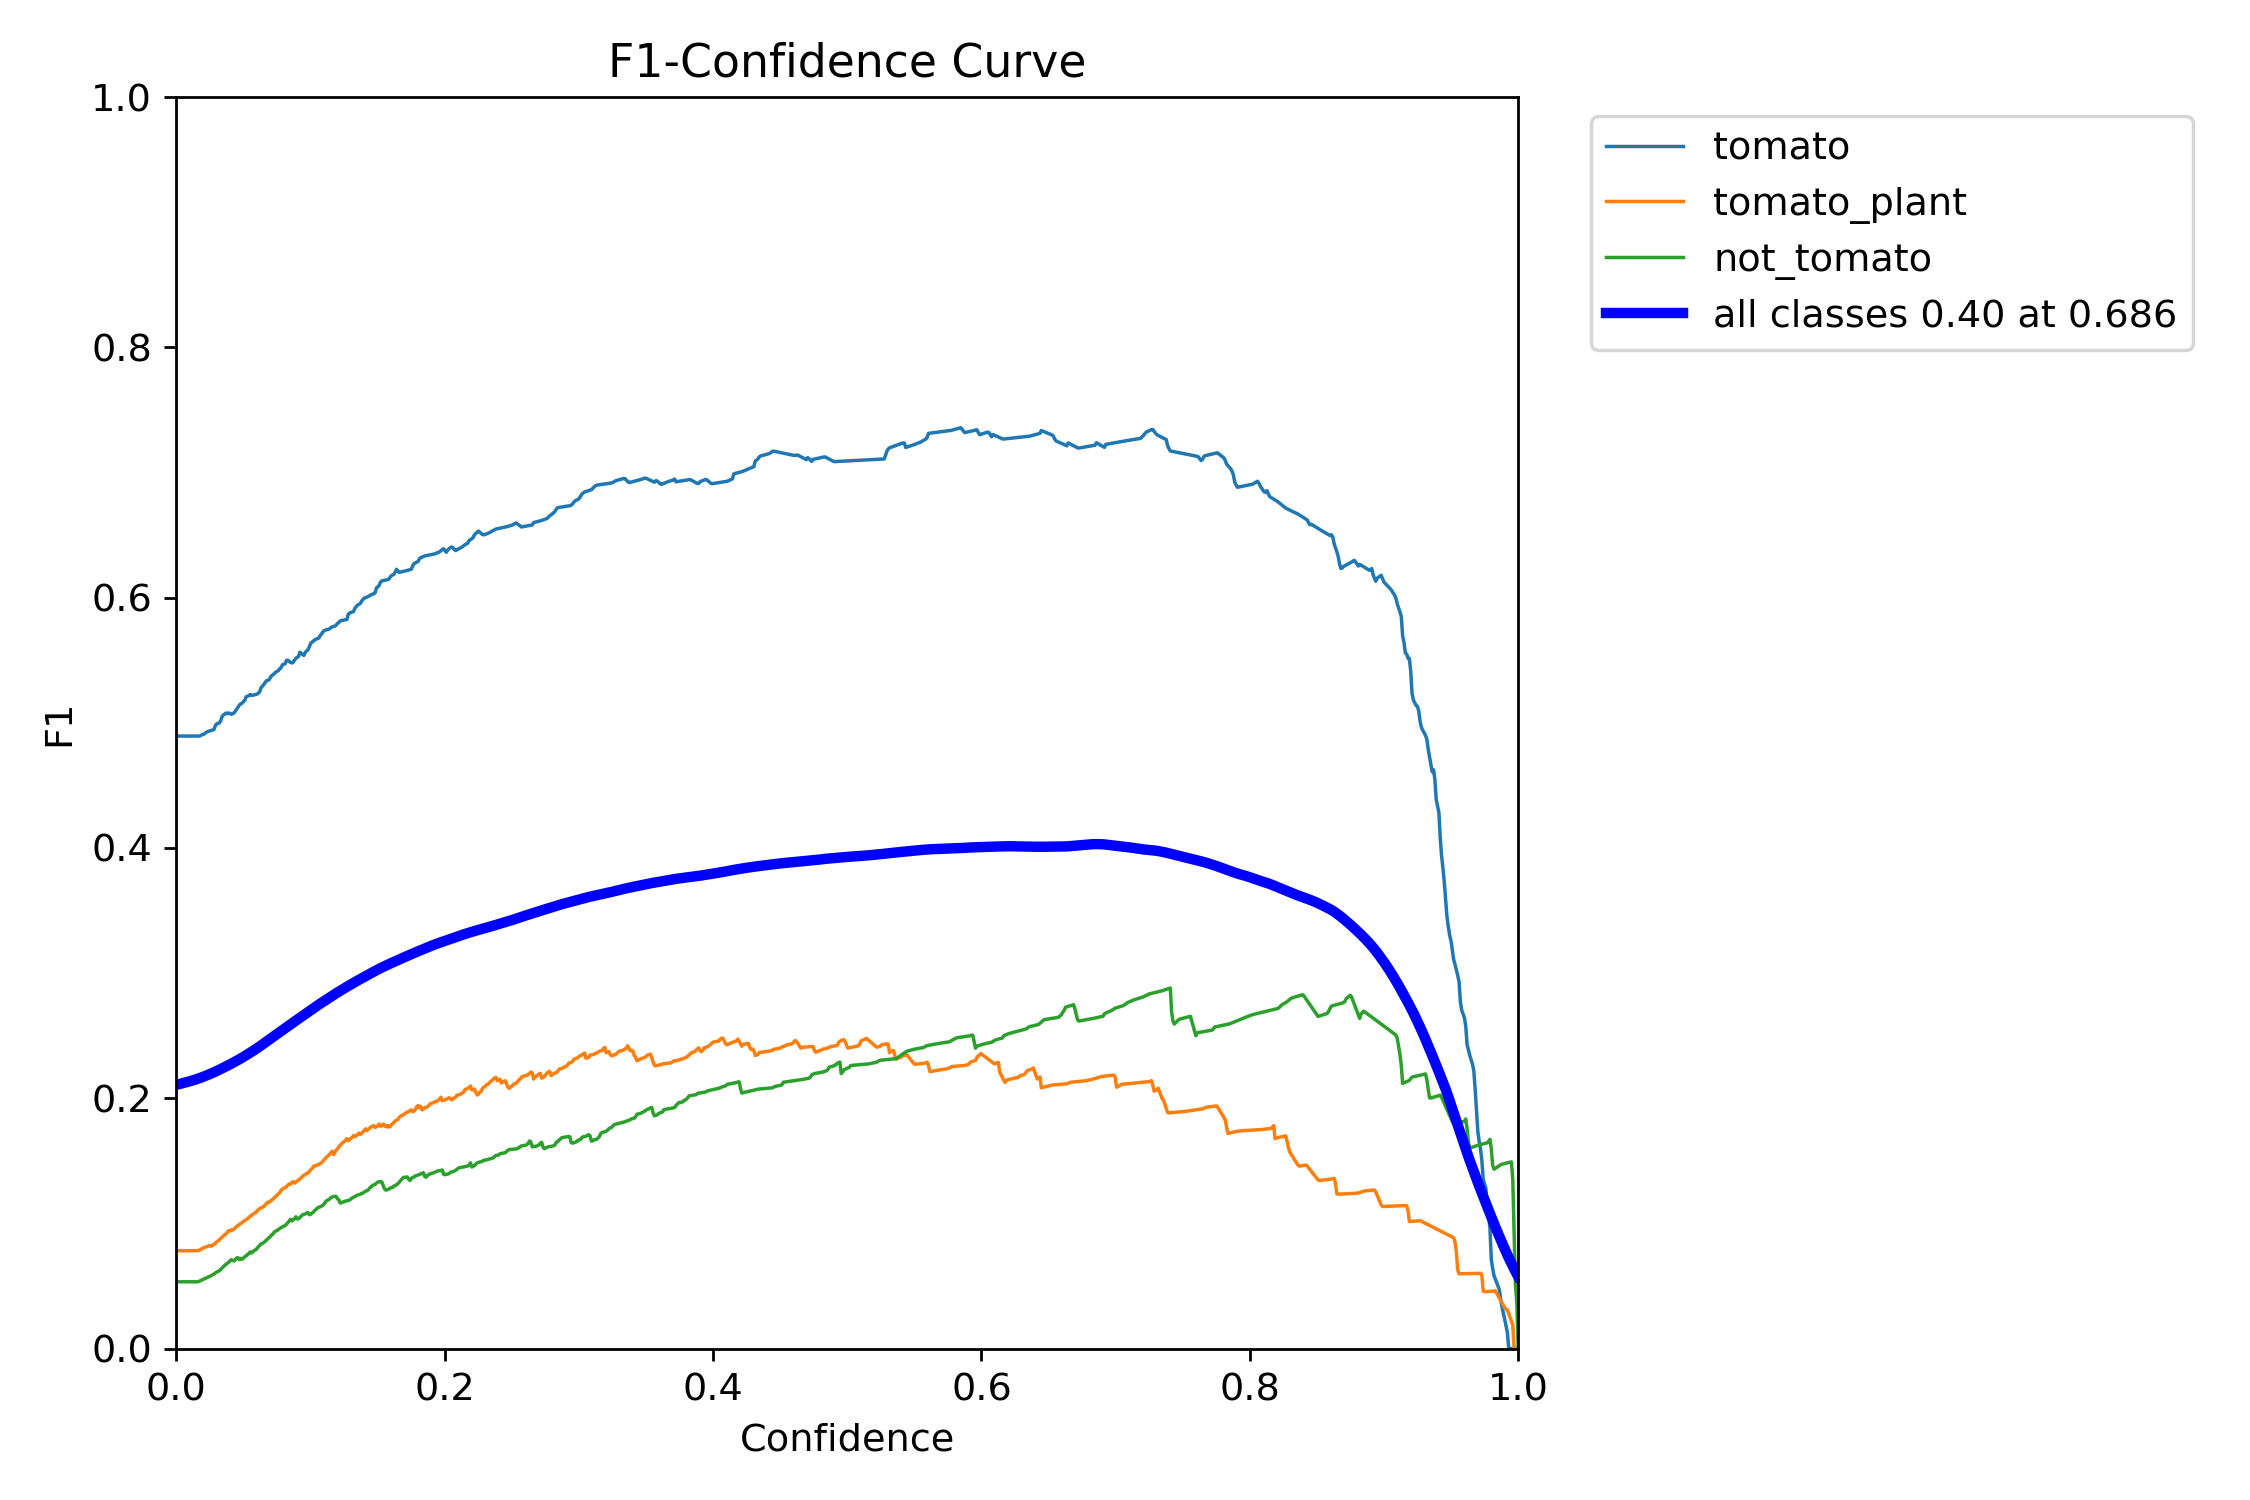 F1-Confidence Curve
1.0
0.8
0.6
0.4
0.2
0.0
F1
0.0 0.2 0.4 0.6 0.8 1.0
Confidence
tomato
tomato_plant
not_tomato
all classes 0.40 at 0.686